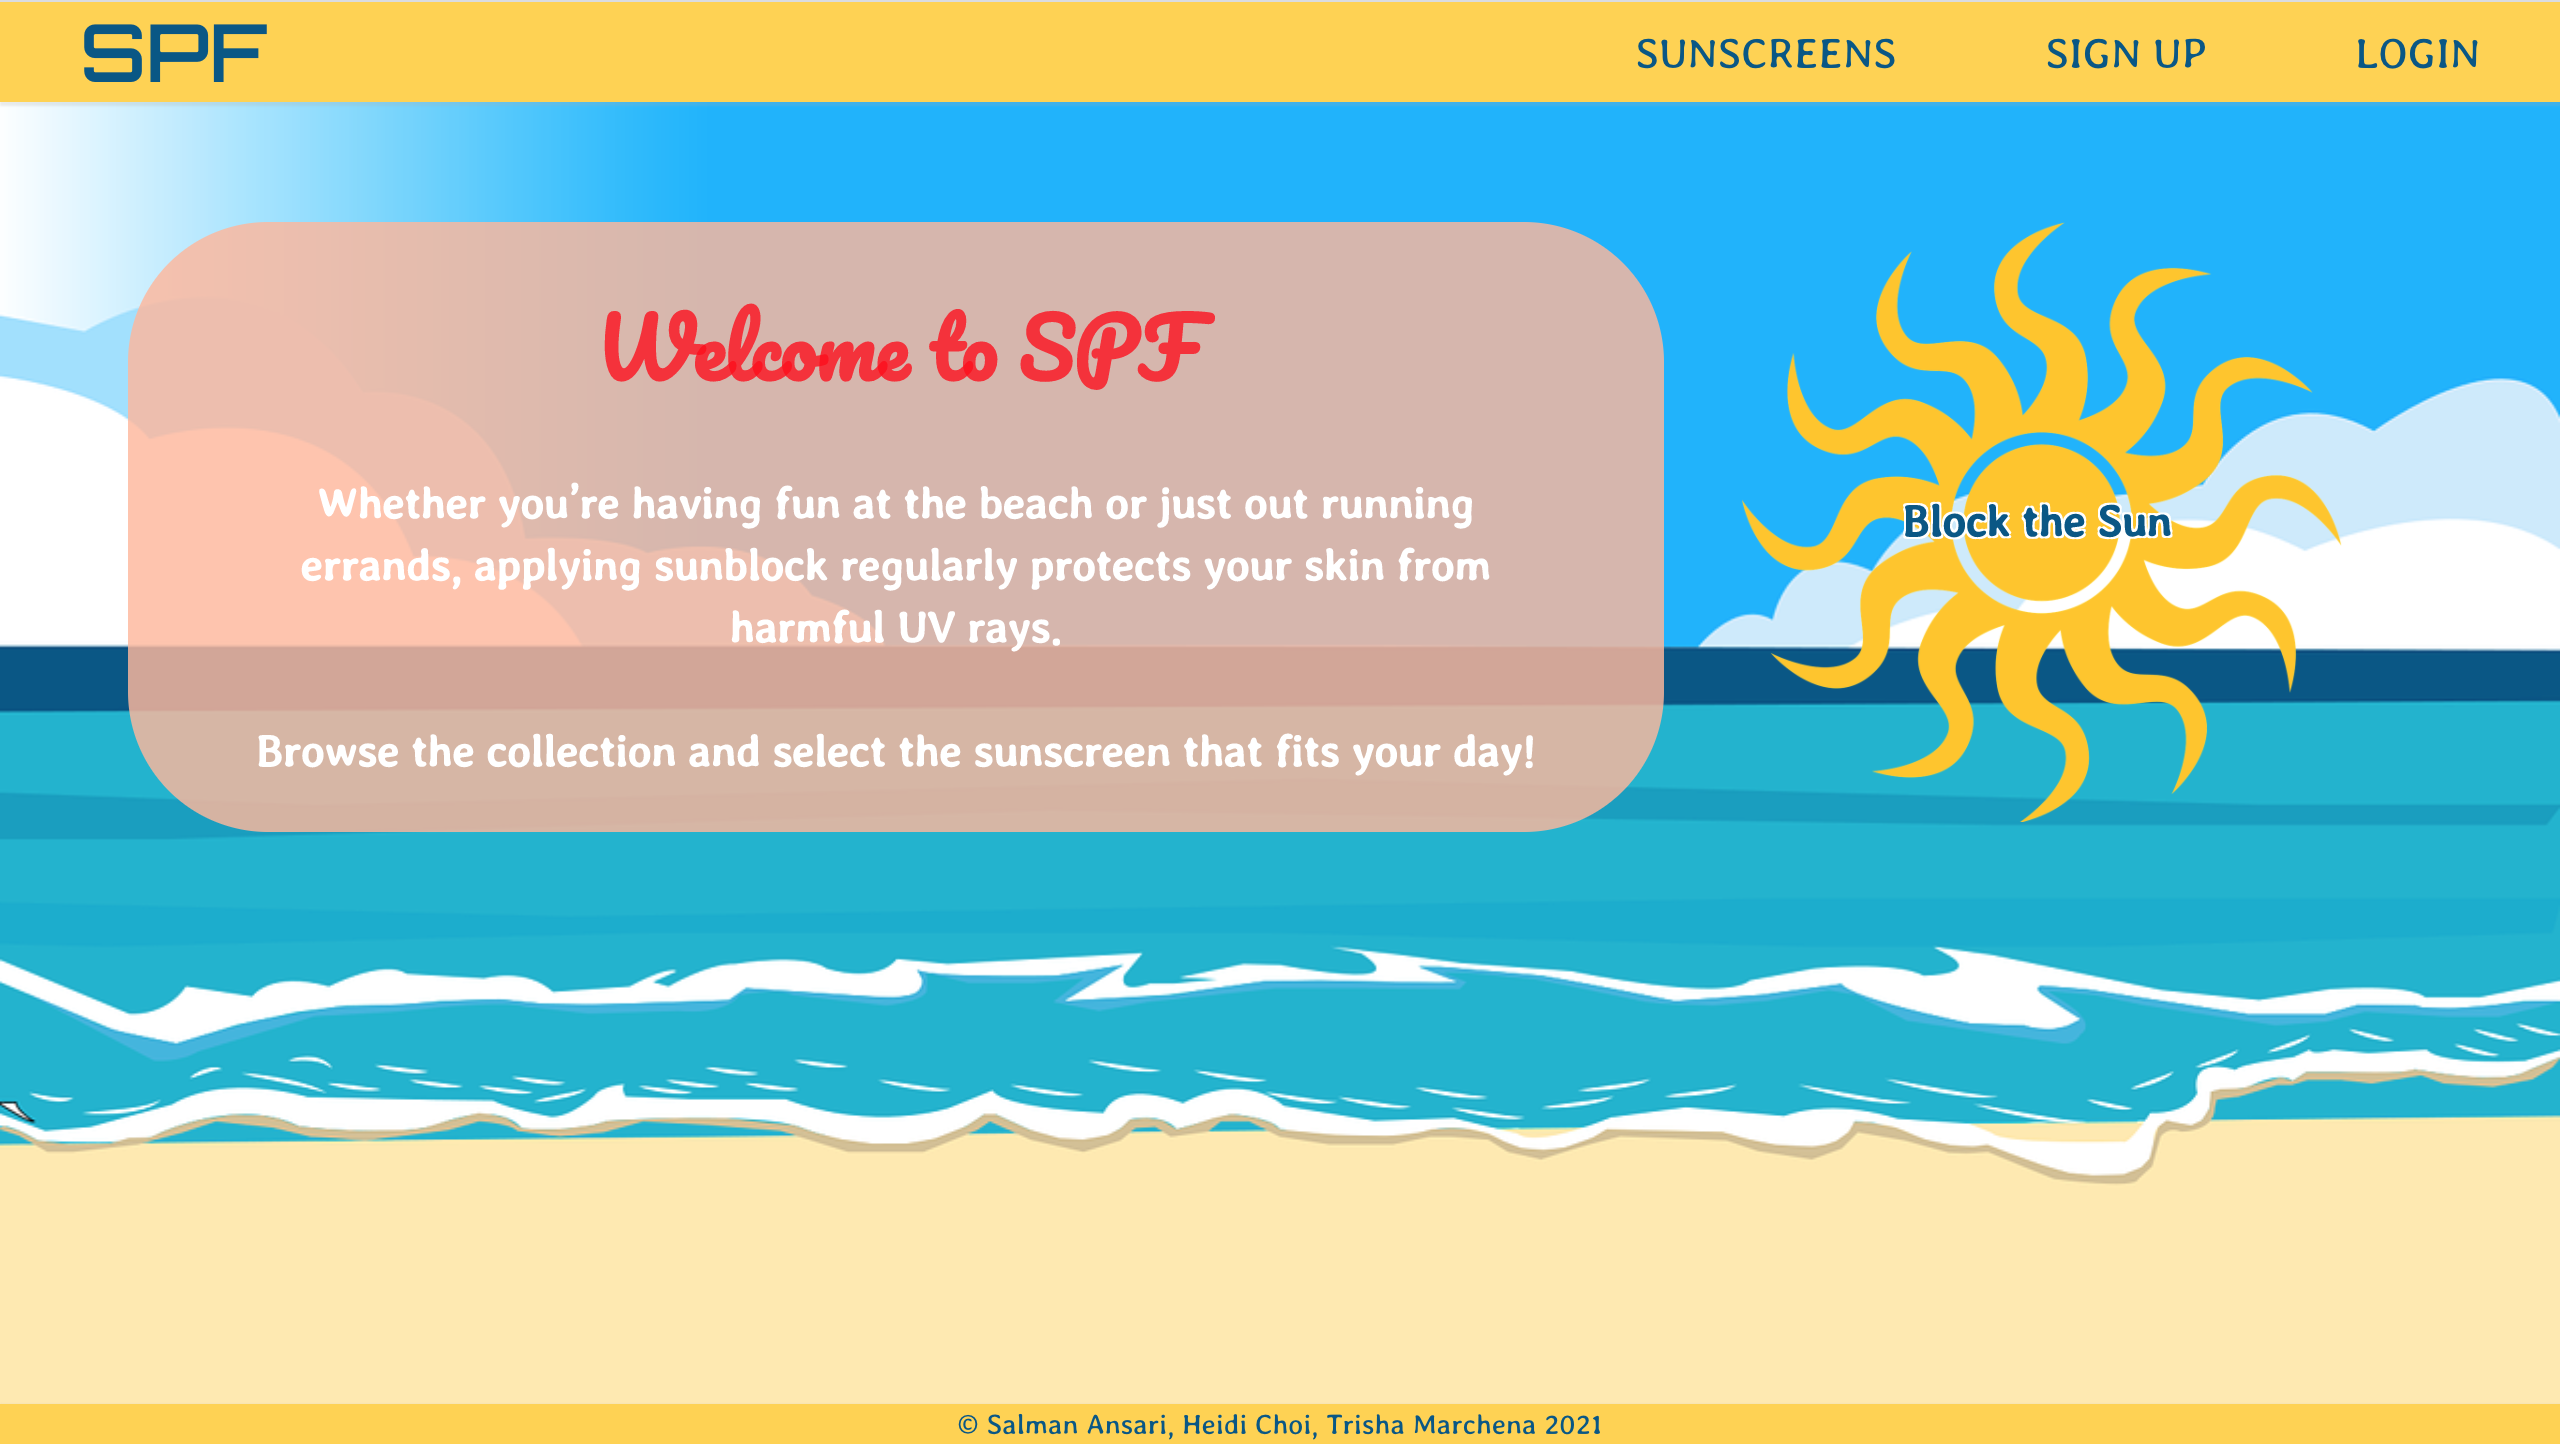 SPF
SUNSCREENS
SIGN UP
LOGIN
Welcome to SPF
Whether you’re having fun at the beach or just out running
errands, applying sunblock regularly protects your skin from
harmful UV rays.
Browse the collection and select the sunscreen that fits your day!
Block the Sun
© Salman Ansari, Heidi Choi, Trisha Marchena 2021